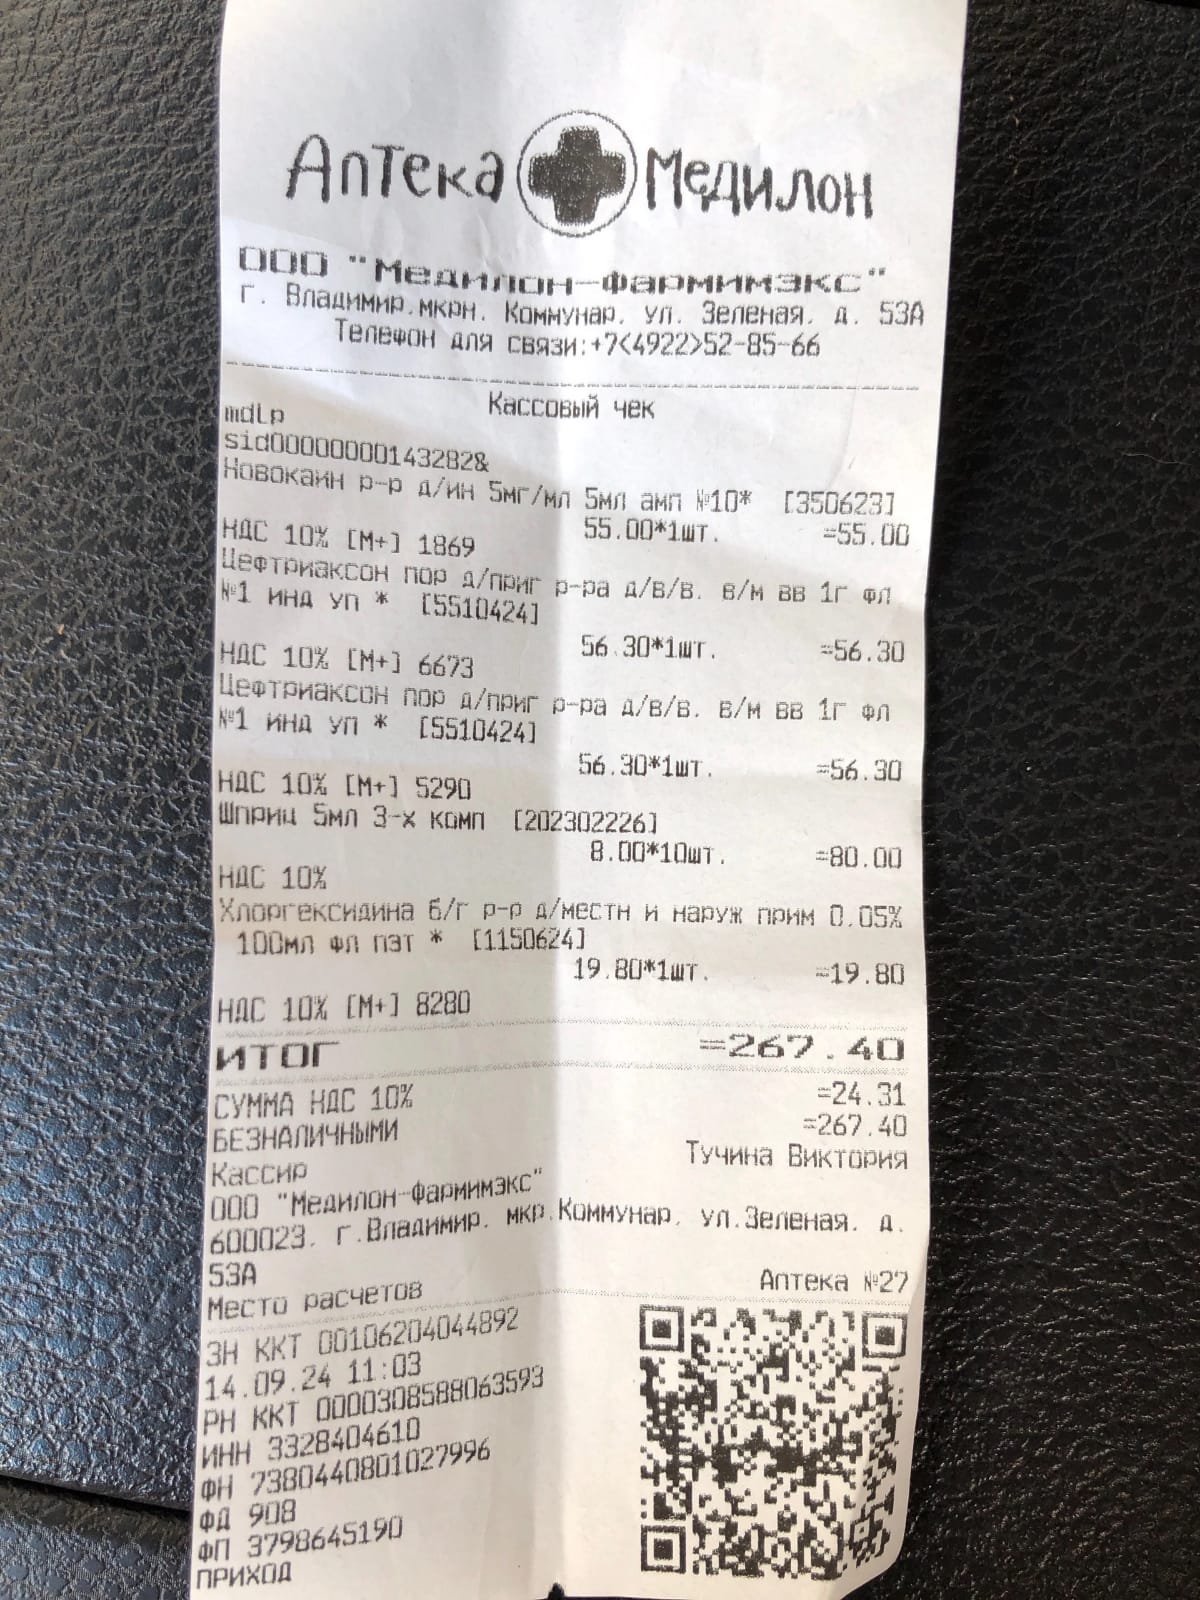 Аптека Медилон
ООО "Медилон-фармимэкс"
г. Владимир,мкрн. Коммунар, ул. Зеленая, д. 53А
Телефон для связи:+7<4922>52-85-66
Кассовый чек
mdlp
sid00000000143282&
Новокаин р-р д/ин 5мг/мл 5мл амп №10* [350623]
55.00*1шт. =55.00
НДС 10% [М+] 1869
Цефтриаксон пор д/приг р-ра д/в/в, в/м вв 1г фл
№1 инд уп * [5510424]
56.30*1шт. =56.30
НДС 10% [М+] 6673
Цефтриаксон пор д/приг р-ра д/в/в, в/м вв 1г фл
№1 инд уп * [5510424]
56.30*1шт. =56.30
НДС 10% [М+] 5290
Шприц 5мл 3-х комп [202302226]
8.00*10шт. =80.00
НДС 10%
Хлоргексидина б/г р-р д/местн и наруж прим 0,05%
100мл фл пэт * [1150624]
19.80*1шт. =19.80
НДС 10% [М+] 8280
ИТОГ =267.40
СУММА НДС 10% =24.31
БЕЗНАЛИЧНЫМИ =267.40
Кассир Тучина Виктория
ООО "Медилон-фармимэкс"
600023, г.Владимир, мкр.Коммунар, ул.Зеленая, д.
53А
Место расчетов Аптека №27
ЗН ККТ 00106204044892
14.09.24 11:03
РН ККТ 0000308588063593
ИНН 3328404610
ФН 7380440801027996
ФД 908
ФП 3798645190
ПРИХОД